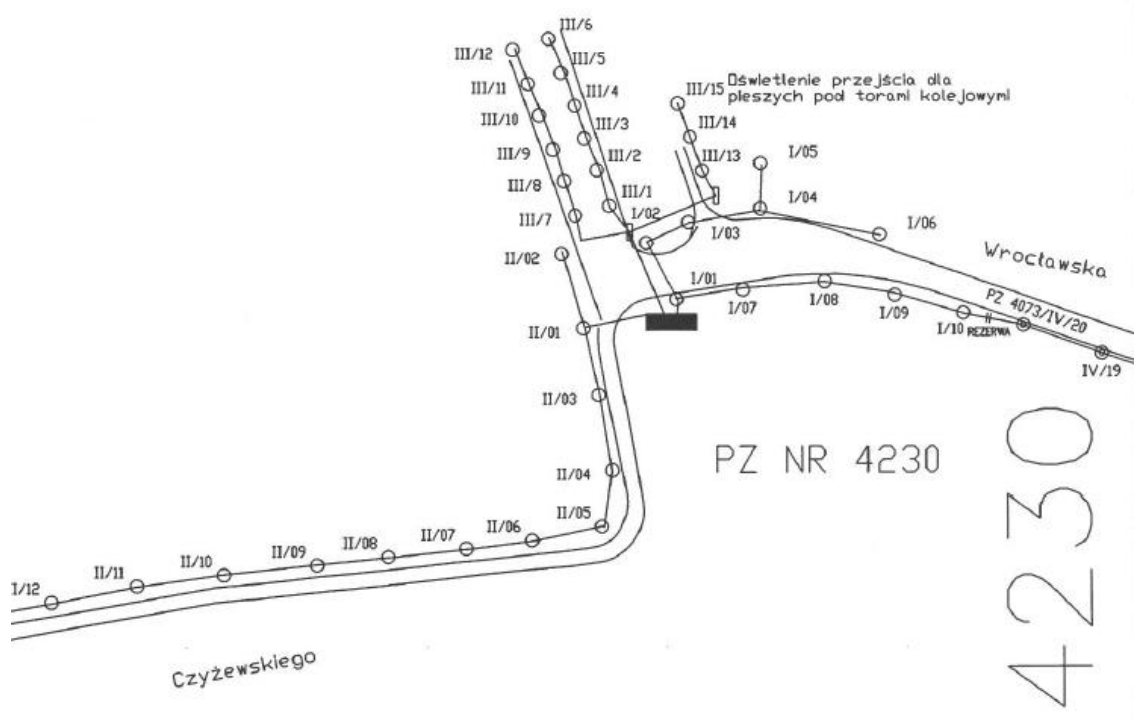 III/6
III/12
III/5
III/11
III/4
III/10
III/3
III/9
III/2
III/8
III/1
III/7
Oświetlenie przejścia dla
pieszych pod torami kolejowymi
III/15
III/14
III/13
I/05
I/04
I/02
I/03
I/06
II/02
Wrocławska
I/01
I/07
I/08
I/09
I/10
REZERWA
PZ 4073/IV/20
IV/19
II/01
II/03
PZ NR 4230
II/04
II/05
II/06
II/07
II/08
II/09
II/10
II/11
I/12
Czyżewskiego
4230